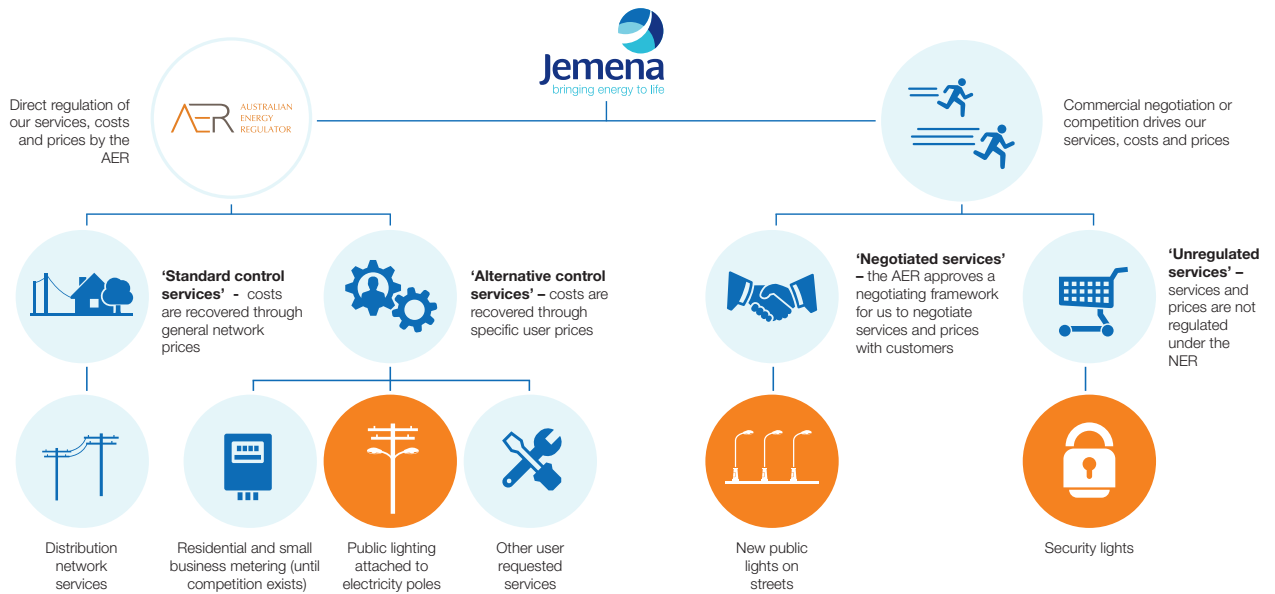 Jemena
bringing energy to life
Direct regulation of
our services, costs
and prices by the
AER
AER
AUSTRALIAN
ENERGY
REGULATOR
Commercial negotiation or
competition drives our
services, costs and prices
‘Standard control
services’ - costs
are recovered through
general network
prices
‘Alternative control
services’ – costs are
recovered through
specific user prices
‘Negotiated services’
– the AER approves a
negotiating framework
for us to negotiate
services and prices
with customers
‘Unregulated
services’ –
services and
prices are not
regulated
under the
NER
Distribution
network
services
Residential and small
business metering (until
competition exists)
Public lighting
attached to
electricity poles
Other user
requested
services
New public
lights on
streets
Security lights